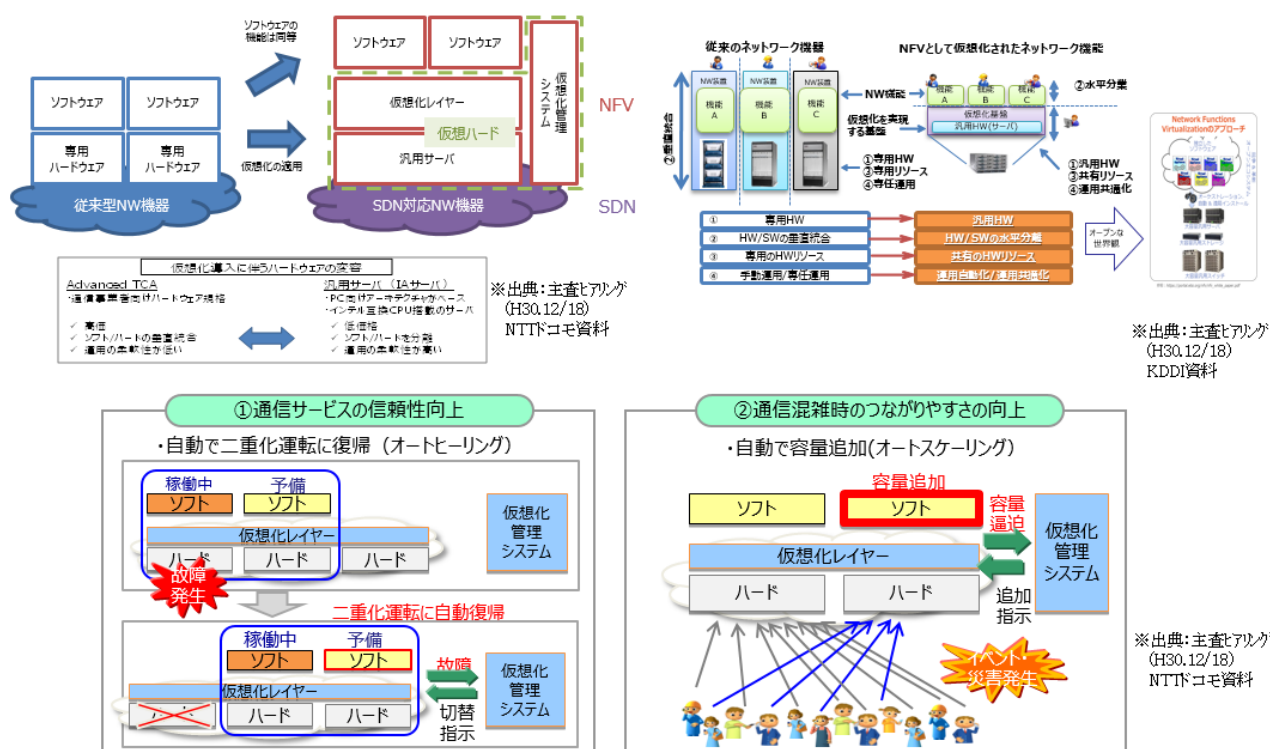 ソフトウェアの
機能は同等
ソフトウェア
ソフトウェア
ソフトウェア
ソフトウェア
専用
ハードウェア
専用
ハードウェア
従来型NW機器
仮想化の適用
仮想化レイヤー
仮想ハード
汎用サーバ
仮想化管理
システム
SDN対応NW機器
NFV
SDN
仮想化導入に伴うハードウェアの変容
Advanced TCA
・通信事業者向けハードウェア規格
✓ 高価
✓ ソフト/ハードの垂直統合
✓ 運用の柔軟性が低い
汎用サーバ(IAサーバ)
・PC向けアーキテクチャがベース
・インテル互換CPU搭載のサーバ
✓ 低価格
✓ ソフト/ハードを分離
✓ 運用の柔軟性が高い
※出典:主査ヒアリング
(H30.12/18)
NTTドコモ資料
従来のネットワーク機器
NFVとして仮想化されたネットワーク機能
②垂直統合
NW装置
NW装置
NW装置
機能
A
機能
B
機能
C
NW機能
仮想化を実現
する基盤
①専用HW
③専用リソース
④専任運用
機能
A
機能
B
機能
C
仮想化基盤
汎用HW(サーバ)
②水平分業
①汎用HW
③共有リソース
④運用共通化
① 専用HW
汎用HW
② HW/SWの垂直統合
HW/SWの水平分離
③ 専用のHWリソース
共有のHWリソース
④ 手動運用/専任運用
運用自動化/運用共通化
オープンな
世界観
Network Functions
Virtualizationのアプローチ
※出典:主査ヒアリング
(H30.12/18)
KDDI資料
①通信サービスの信頼性向上
・自動で二重化運転に復帰(オートヒーリング)
稼働中
予備
ソフト
ソフト
仮想化レイヤー
ハード
ハード
ハード
故障
発生
仮想化
管理
システム
二重化運転に自動復帰
稼働中
予備
ソフト
ソフト
仮想化レイヤー
ハード
ハード
ハード
故障
切替
指示
仮想化
管理
システム
②通信混雑時のつながりやすさの向上
・自動で容量追加(オートスケーリング)
容量追加
ソフト
ソフト
容量
逼迫
仮想化レイヤー
ハード
ハード
追加
指示
仮想化
管理
システム
イベント・
災害発生
※出典:主査ヒアリング
(H30.12/18)
NTTドコモ資料